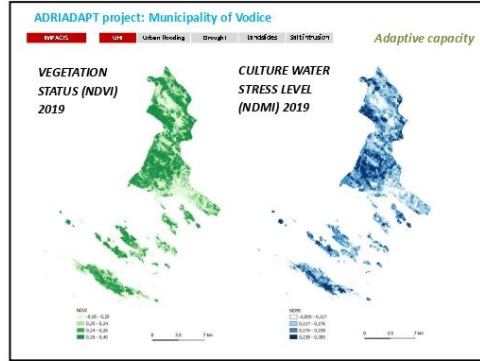 ADRIADAPT project: Municipality of Vodice
IMPACTS UHI Urban flooding Drought Landslides Salt intrusion
Adaptive capacity
VEGETATION
STATUS (NDVI)
2019
CULTURE WATER
STRESS LEVEL
(NDMI) 2019
NDVI
NDMI
0 3.5 7 km
0 3.5 7 km